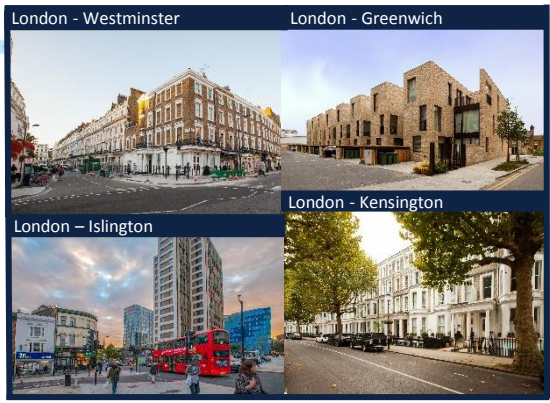 London - Westminster
London - Greenwich
London – Islington
London - Kensington